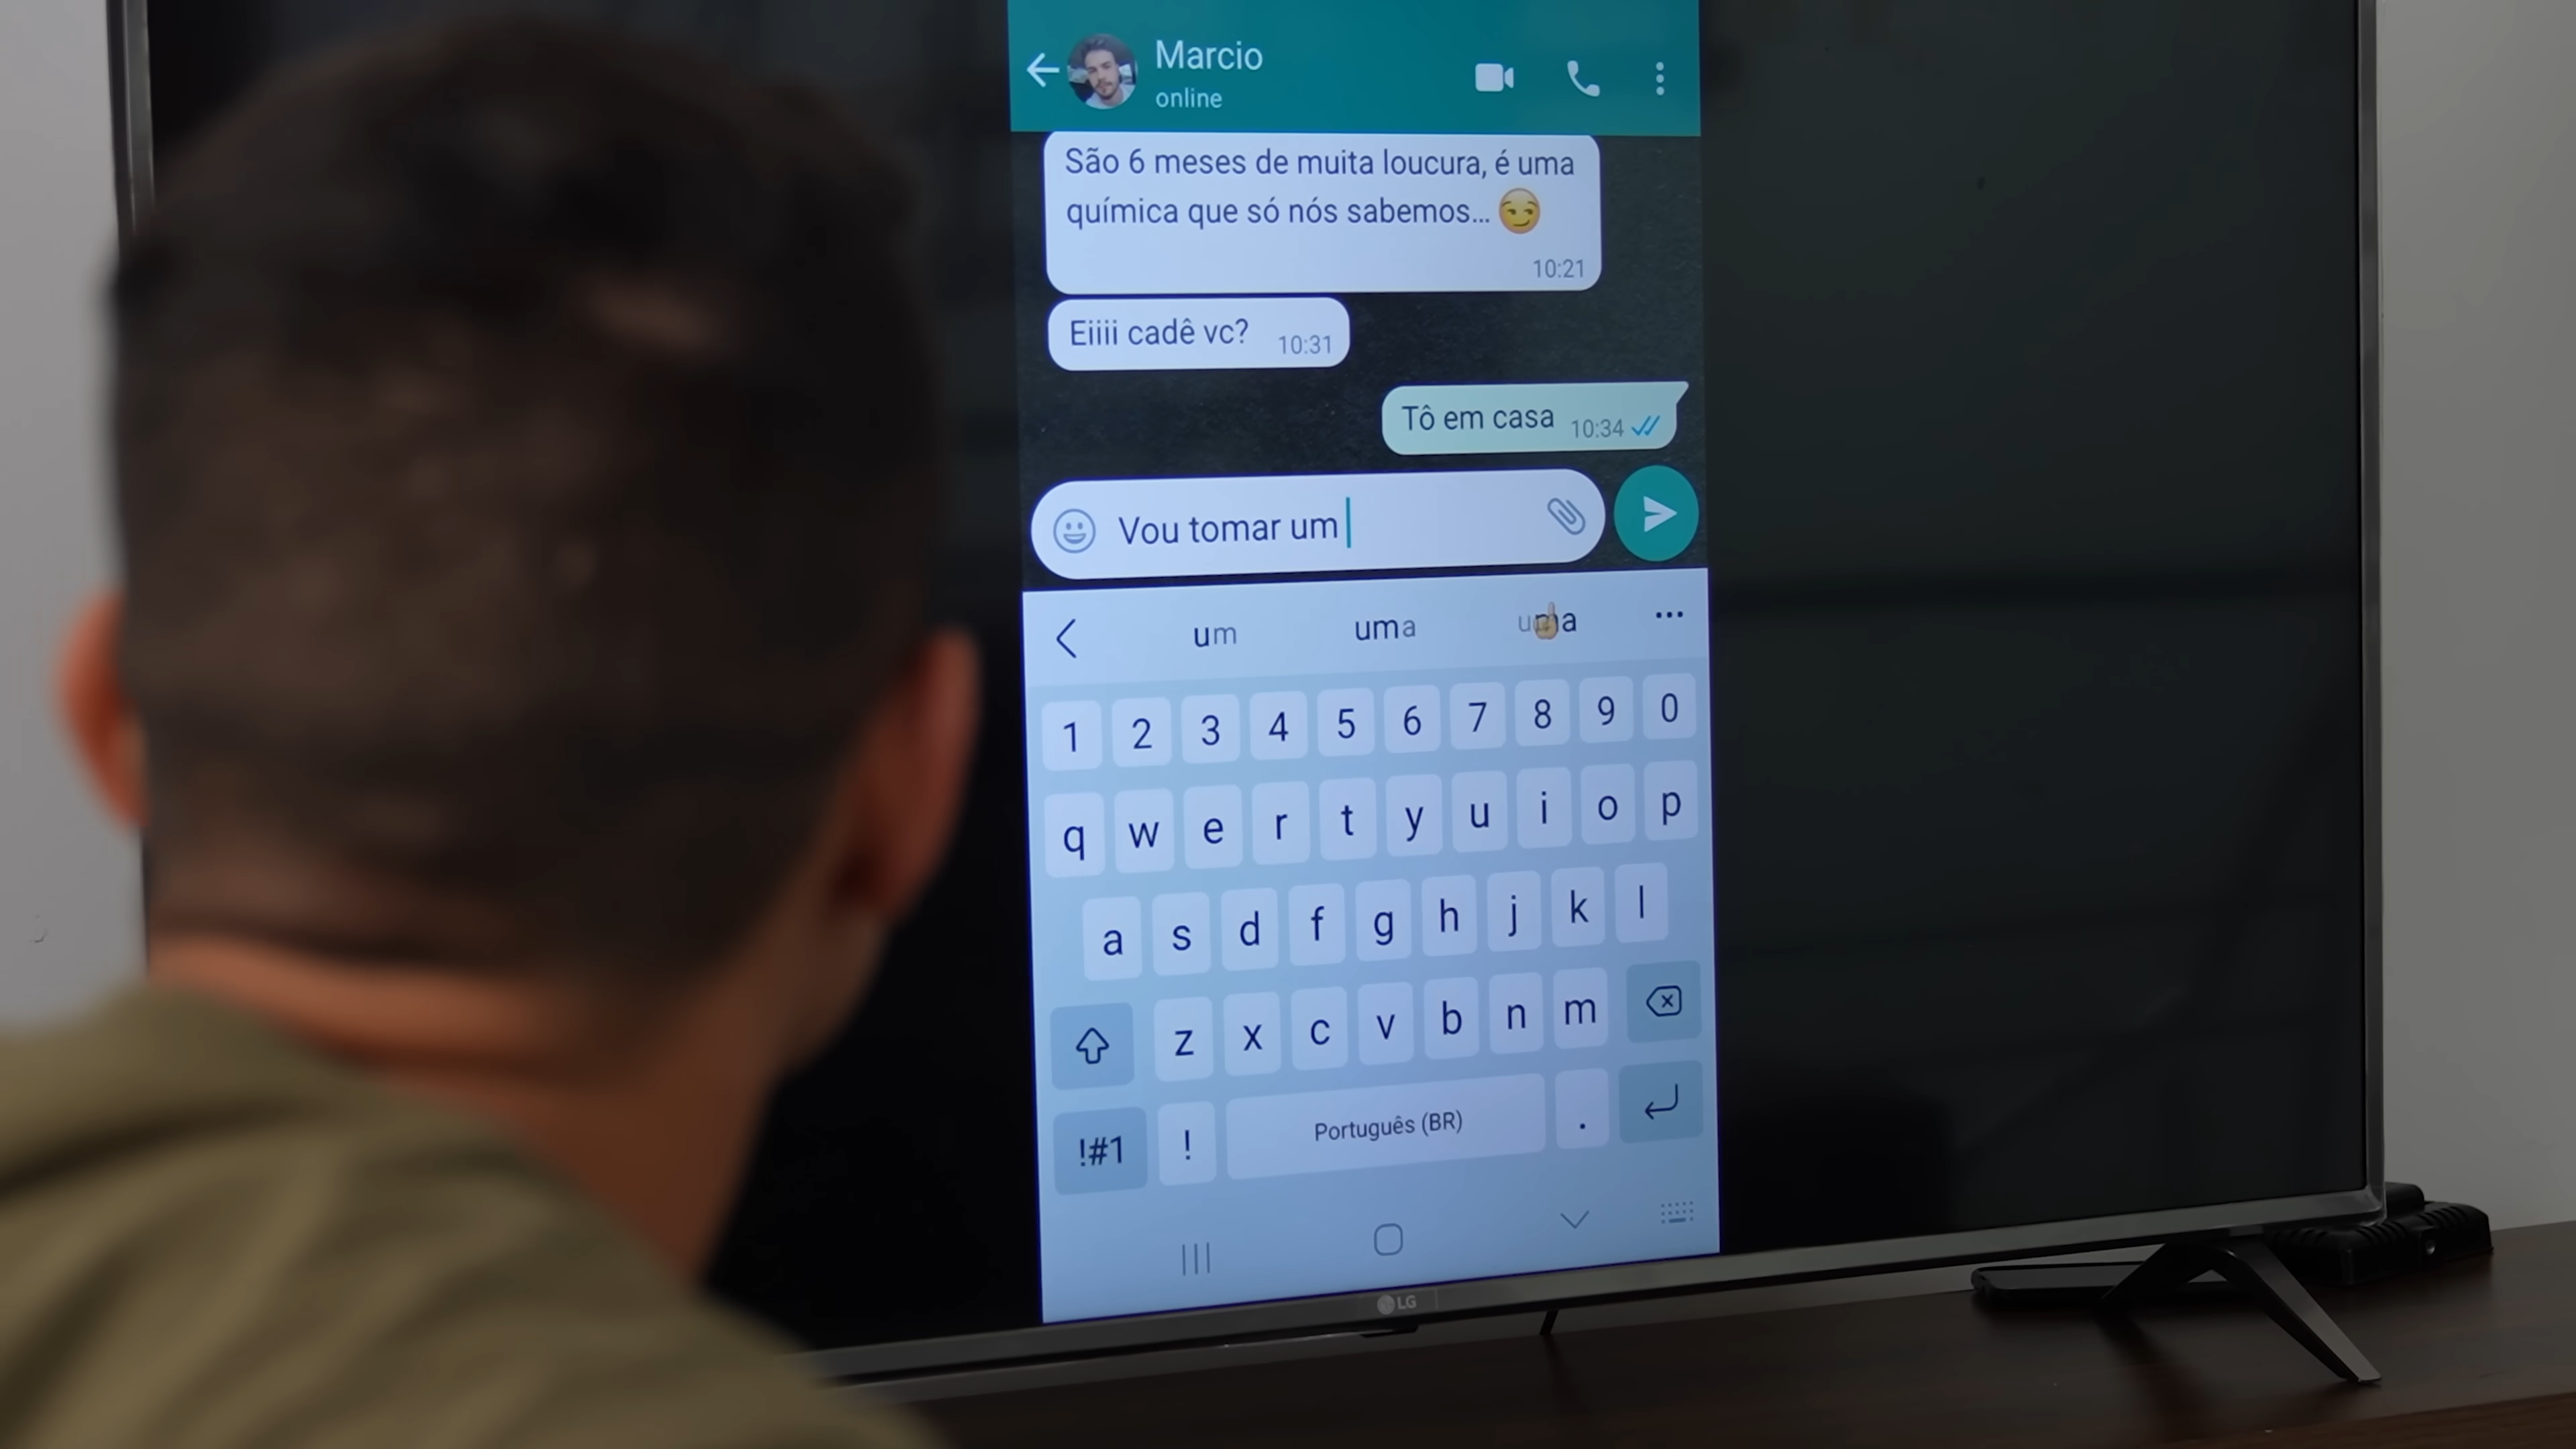 Marcio
online
São 6 meses de muita loucura, é uma
química que só nós sabemos... 😏
10:21
Eiiii cadê vc? 10:31
Tô em casa 10:34
Vou tomar um
um uma
1 2 3 4 5 6 7 8 9 0
q w e r t y u i o p
a s d f g h j k l
z x c v b n m
!#1 ! Português (BR) .
LG